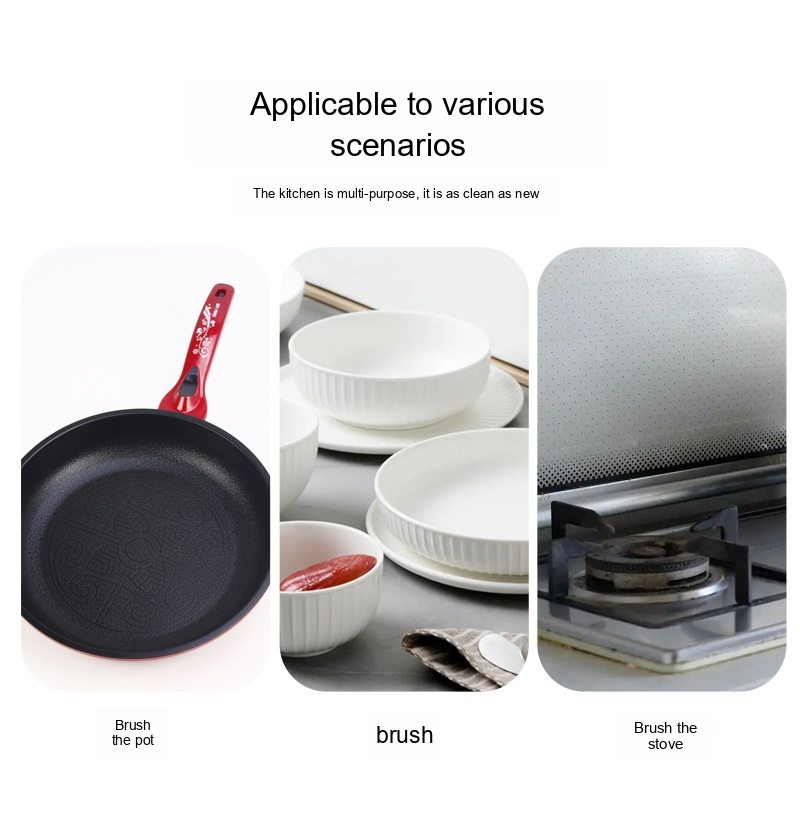 Applicable to various
scenarios
The kitchen is multi-purpose, it is as clean as new
Brush
the pot
brush
Brush the
stove